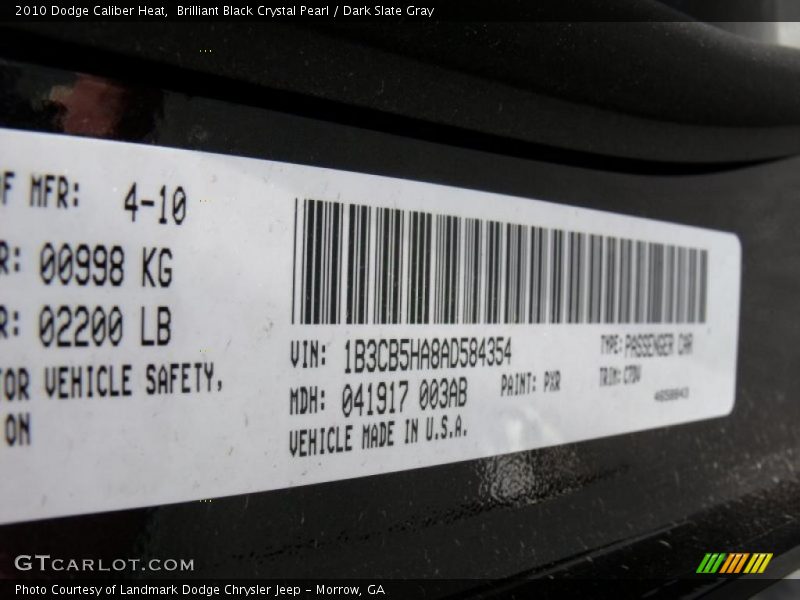 2010 Dodge Caliber Heat,  Brilliant Black Crystal Pearl / Dark Slate Gray
F MFR: 4-10
R: 00998 KG
R: 02200 LB
TOR VEHICLE SAFETY,
ON
VIN: 1B3CB5HA8AD584354
TYPE: PASSENGER CAR
MDH: 041917 003AB
PAINT: PXR
TRIM: C7DV
VEHICLE MADE IN U.S.A.
GTCARLOT.COM
Photo Courtesy of Landmark Dodge Chrysler Jeep - Morrow, GA